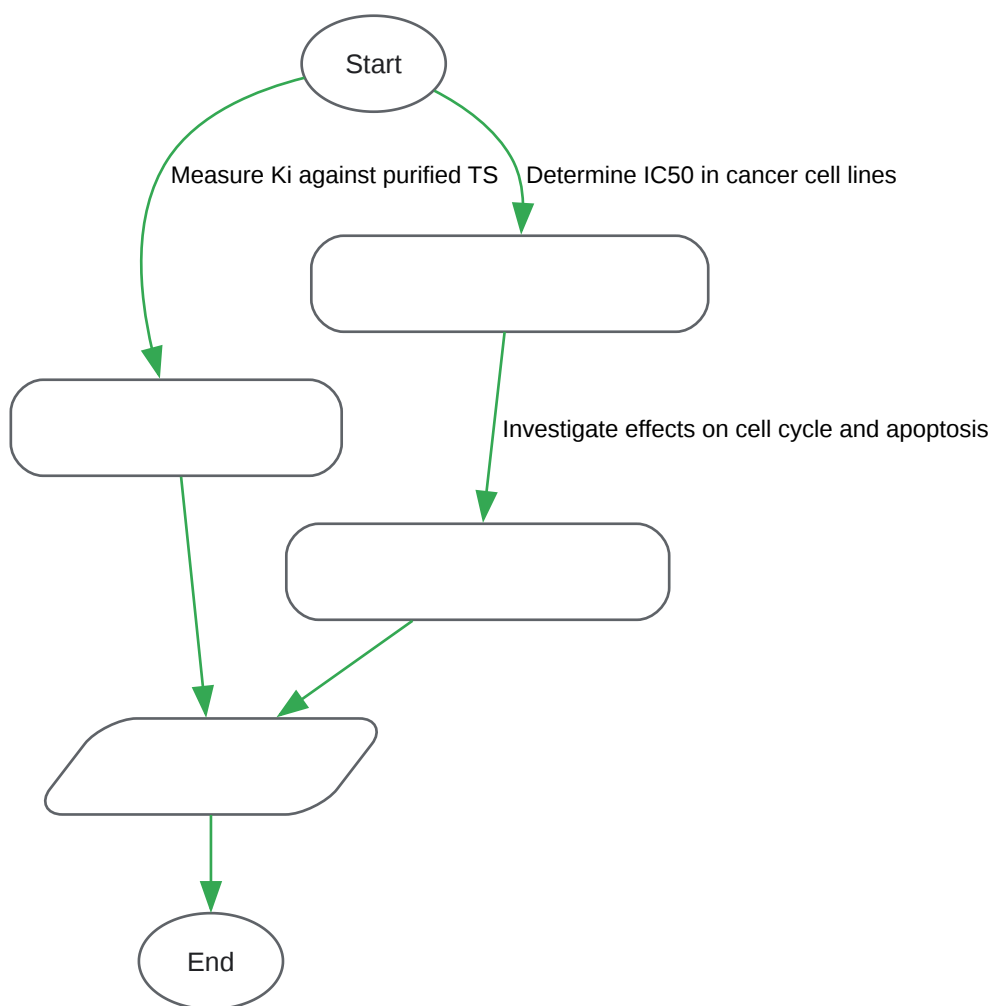 Start
Measure Ki against purified TS
Determine IC50 in cancer cell lines
Investigate effects on cell cycle and apoptosis
End